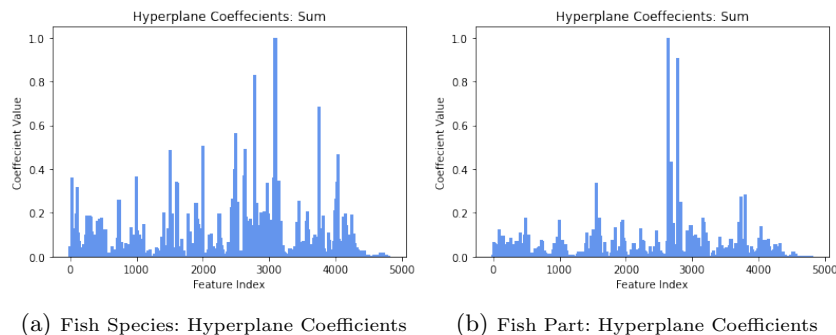 Hyperplane Coeffecients: Sum
1.0
0.8
0.6
0.4
0.2
0.0
Coeffecient Value
0 1000 2000 3000 4000 5000
Feature Index
(a) Fish Species: Hyperplane Coefficients
Hyperplane Coeffecients: Sum
1.0
0.8
0.6
0.4
0.2
0.0
Coeffecient Value
0 1000 2000 3000 4000 5000
Feature Index
(b) Fish Part: Hyperplane Coefficients